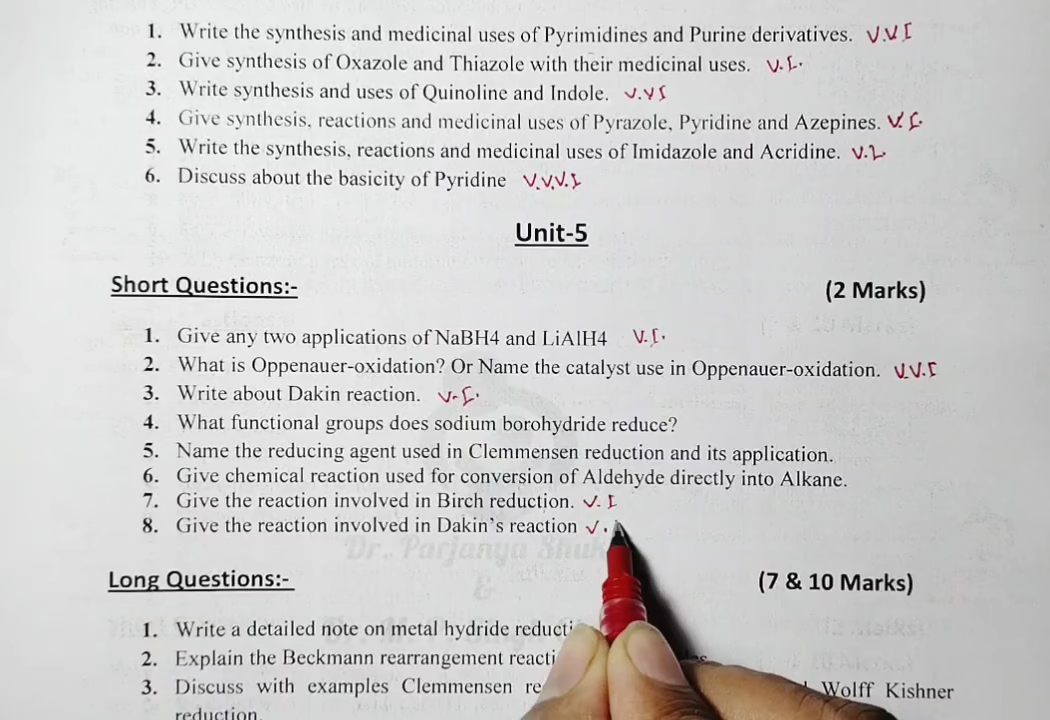 1. Write the synthesis and medicinal uses of Pyrimidines and Purine derivatives. V.V.I
2. Give synthesis of Oxazole and Thiazole with their medicinal uses. V.I.
3. Write synthesis and uses of Quinoline and Indole. V.V.I
4. Give synthesis, reactions and medicinal uses of Pyrazole, Pyridine and Azepines. V.I.
5. Write the synthesis, reactions and medicinal uses of Imidazole and Acridine. V.I
6. Discuss about the basicity of Pyridine V.V.V.I
Unit-5
Short Questions:- (2 Marks)
1. Give any two applications of NaBH4 and LiAlH4 V.I.
2. What is Oppenauer-oxidation? Or Name the catalyst use in Oppenauer-oxidation. V.V.I
3. Write about Dakin reaction. V.I.
4. What functional groups does sodium borohydride reduce?
5. Name the reducing agent used in Clemmensen reduction and its application.
6. Give chemical reaction used for conversion of Aldehyde directly into Alkane.
7. Give the reaction involved in Birch reduction. V.I
8. Give the reaction involved in Dakin's reaction V.
Dr. Parjanya Shuk
&
Long Questions:- (7 & 10 Marks)
1. Write a detailed note on metal hydride reducti
2. Explain the Beckmann rearrangement reacti
3. Discuss with examples Clemmensen re Wolff Kishner
reduction.